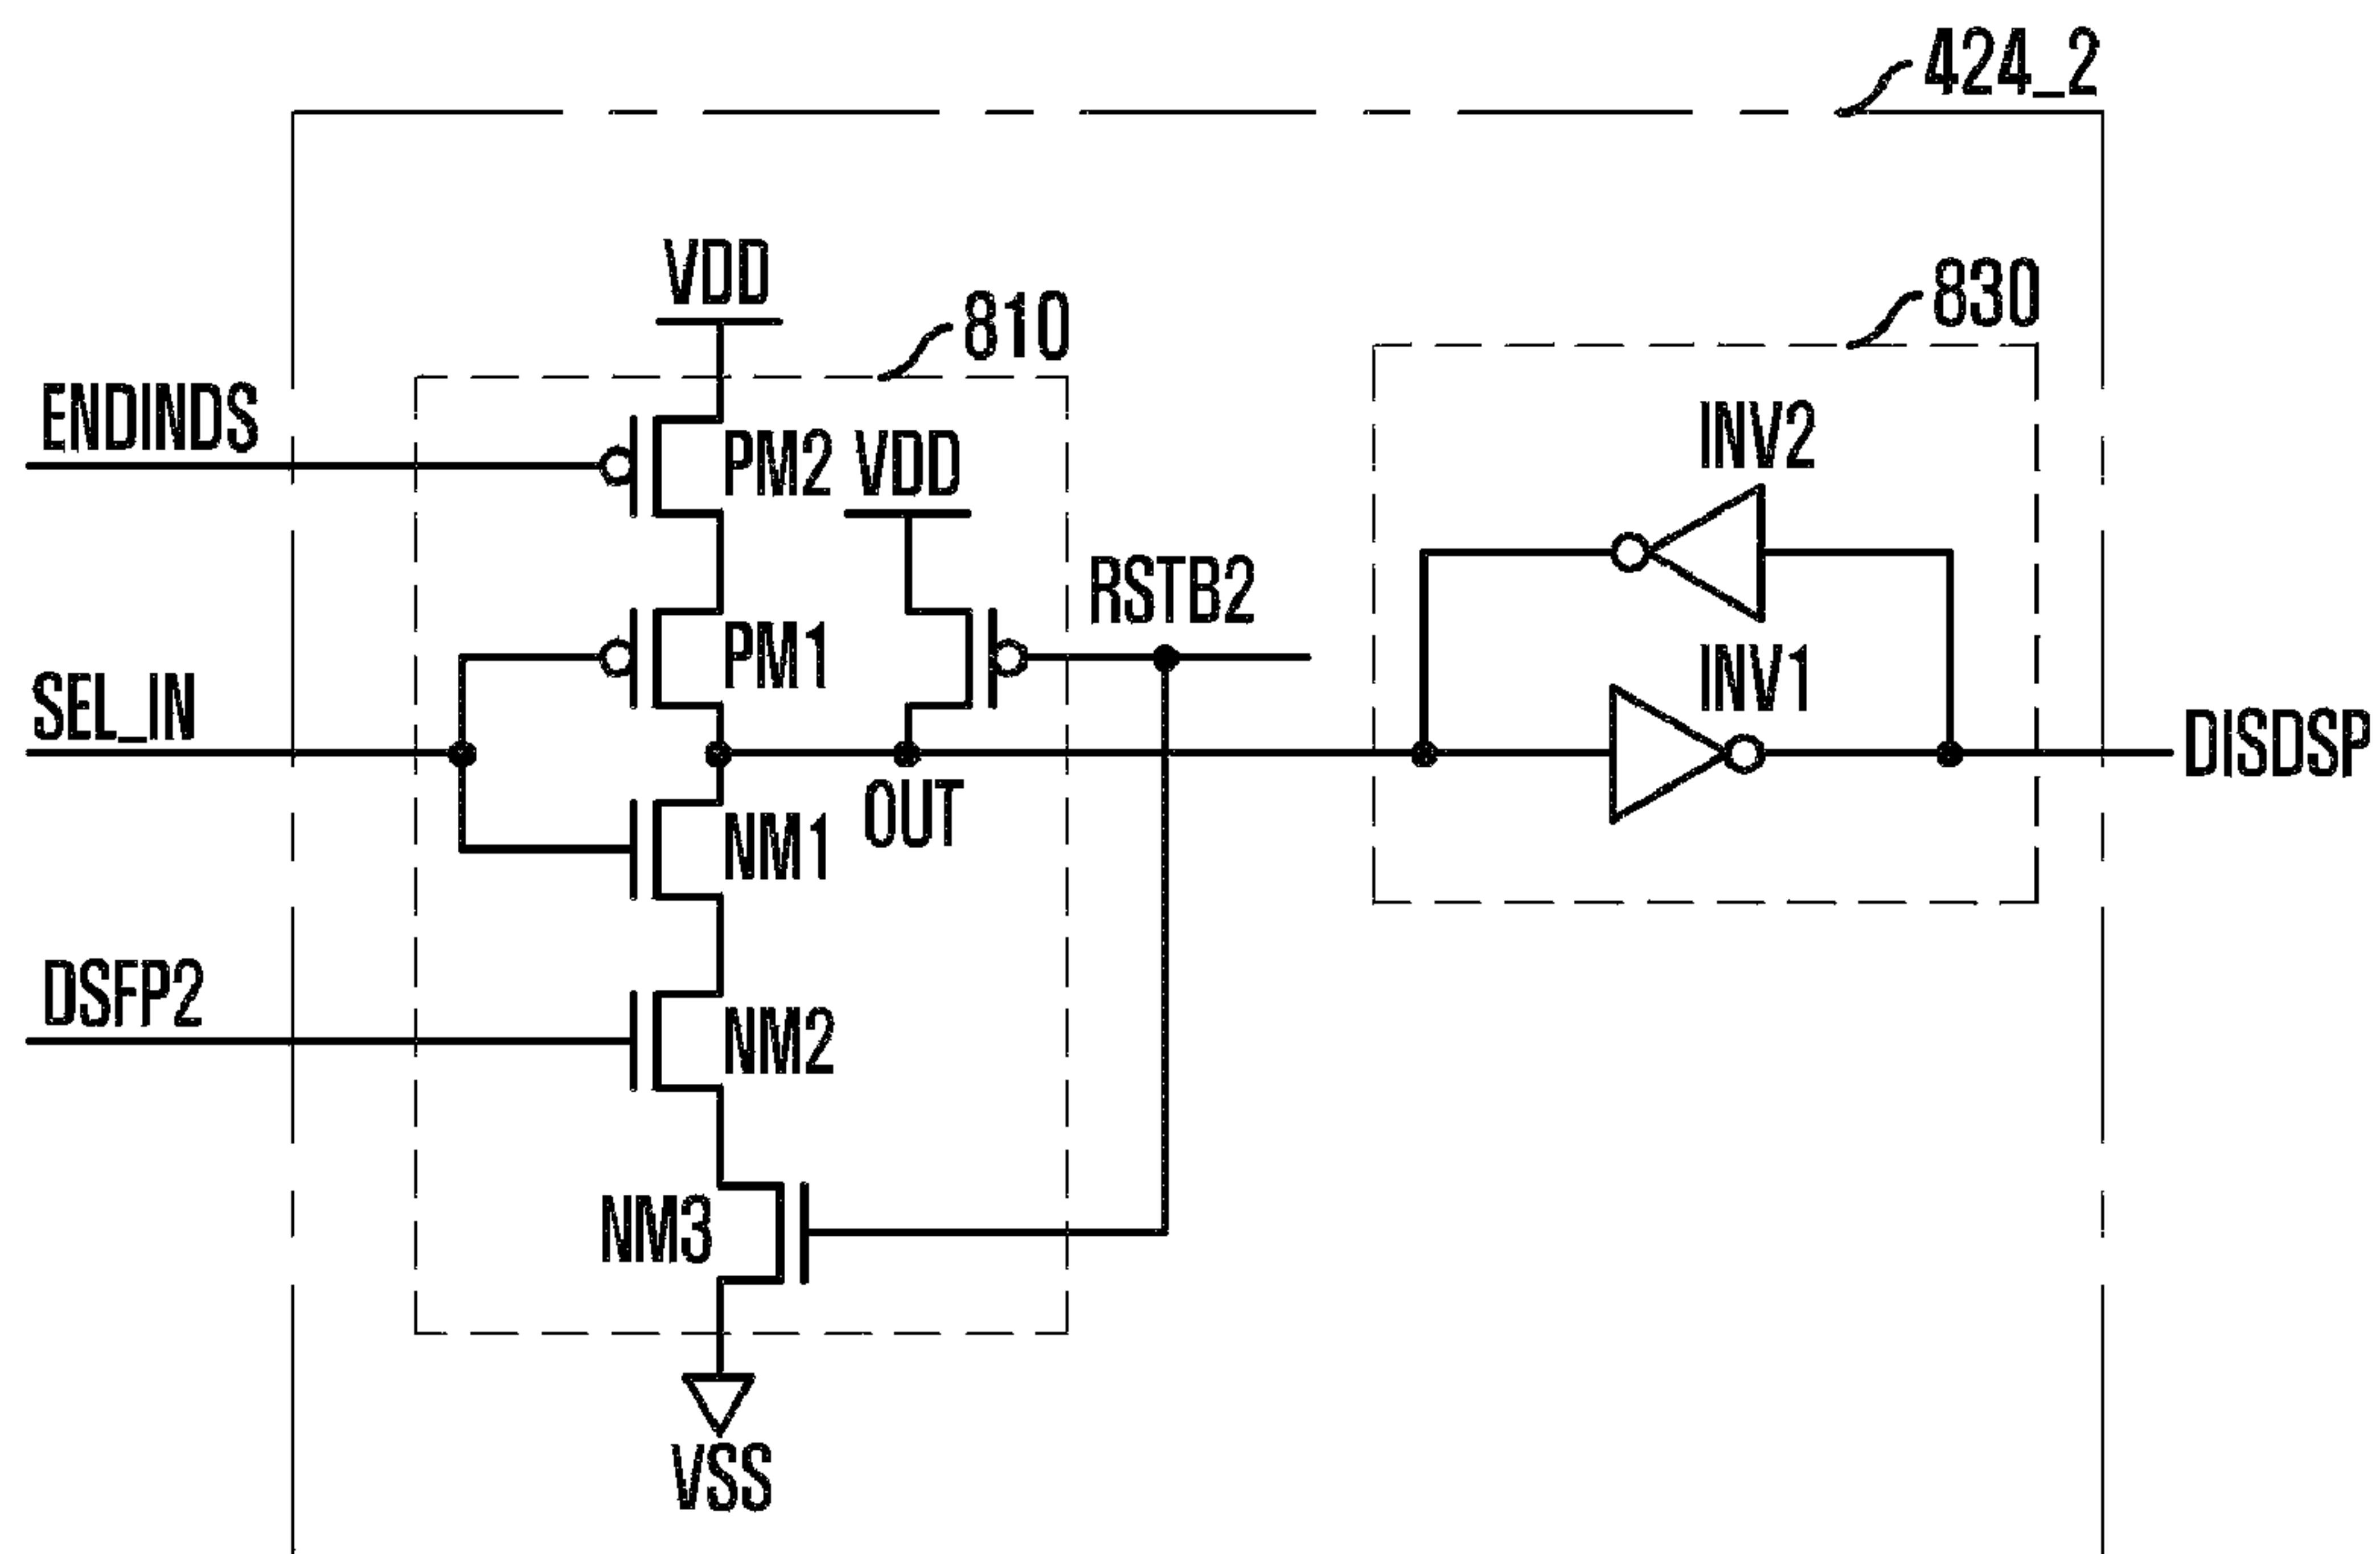 424_2
VDD
810
830
ENDINDS
PM2
VDD
INV2
RSTB2
PM1
INV1
SEL_IN
DISDSP
OUT
NM1
DSFP2
NM2
NM3
VSS